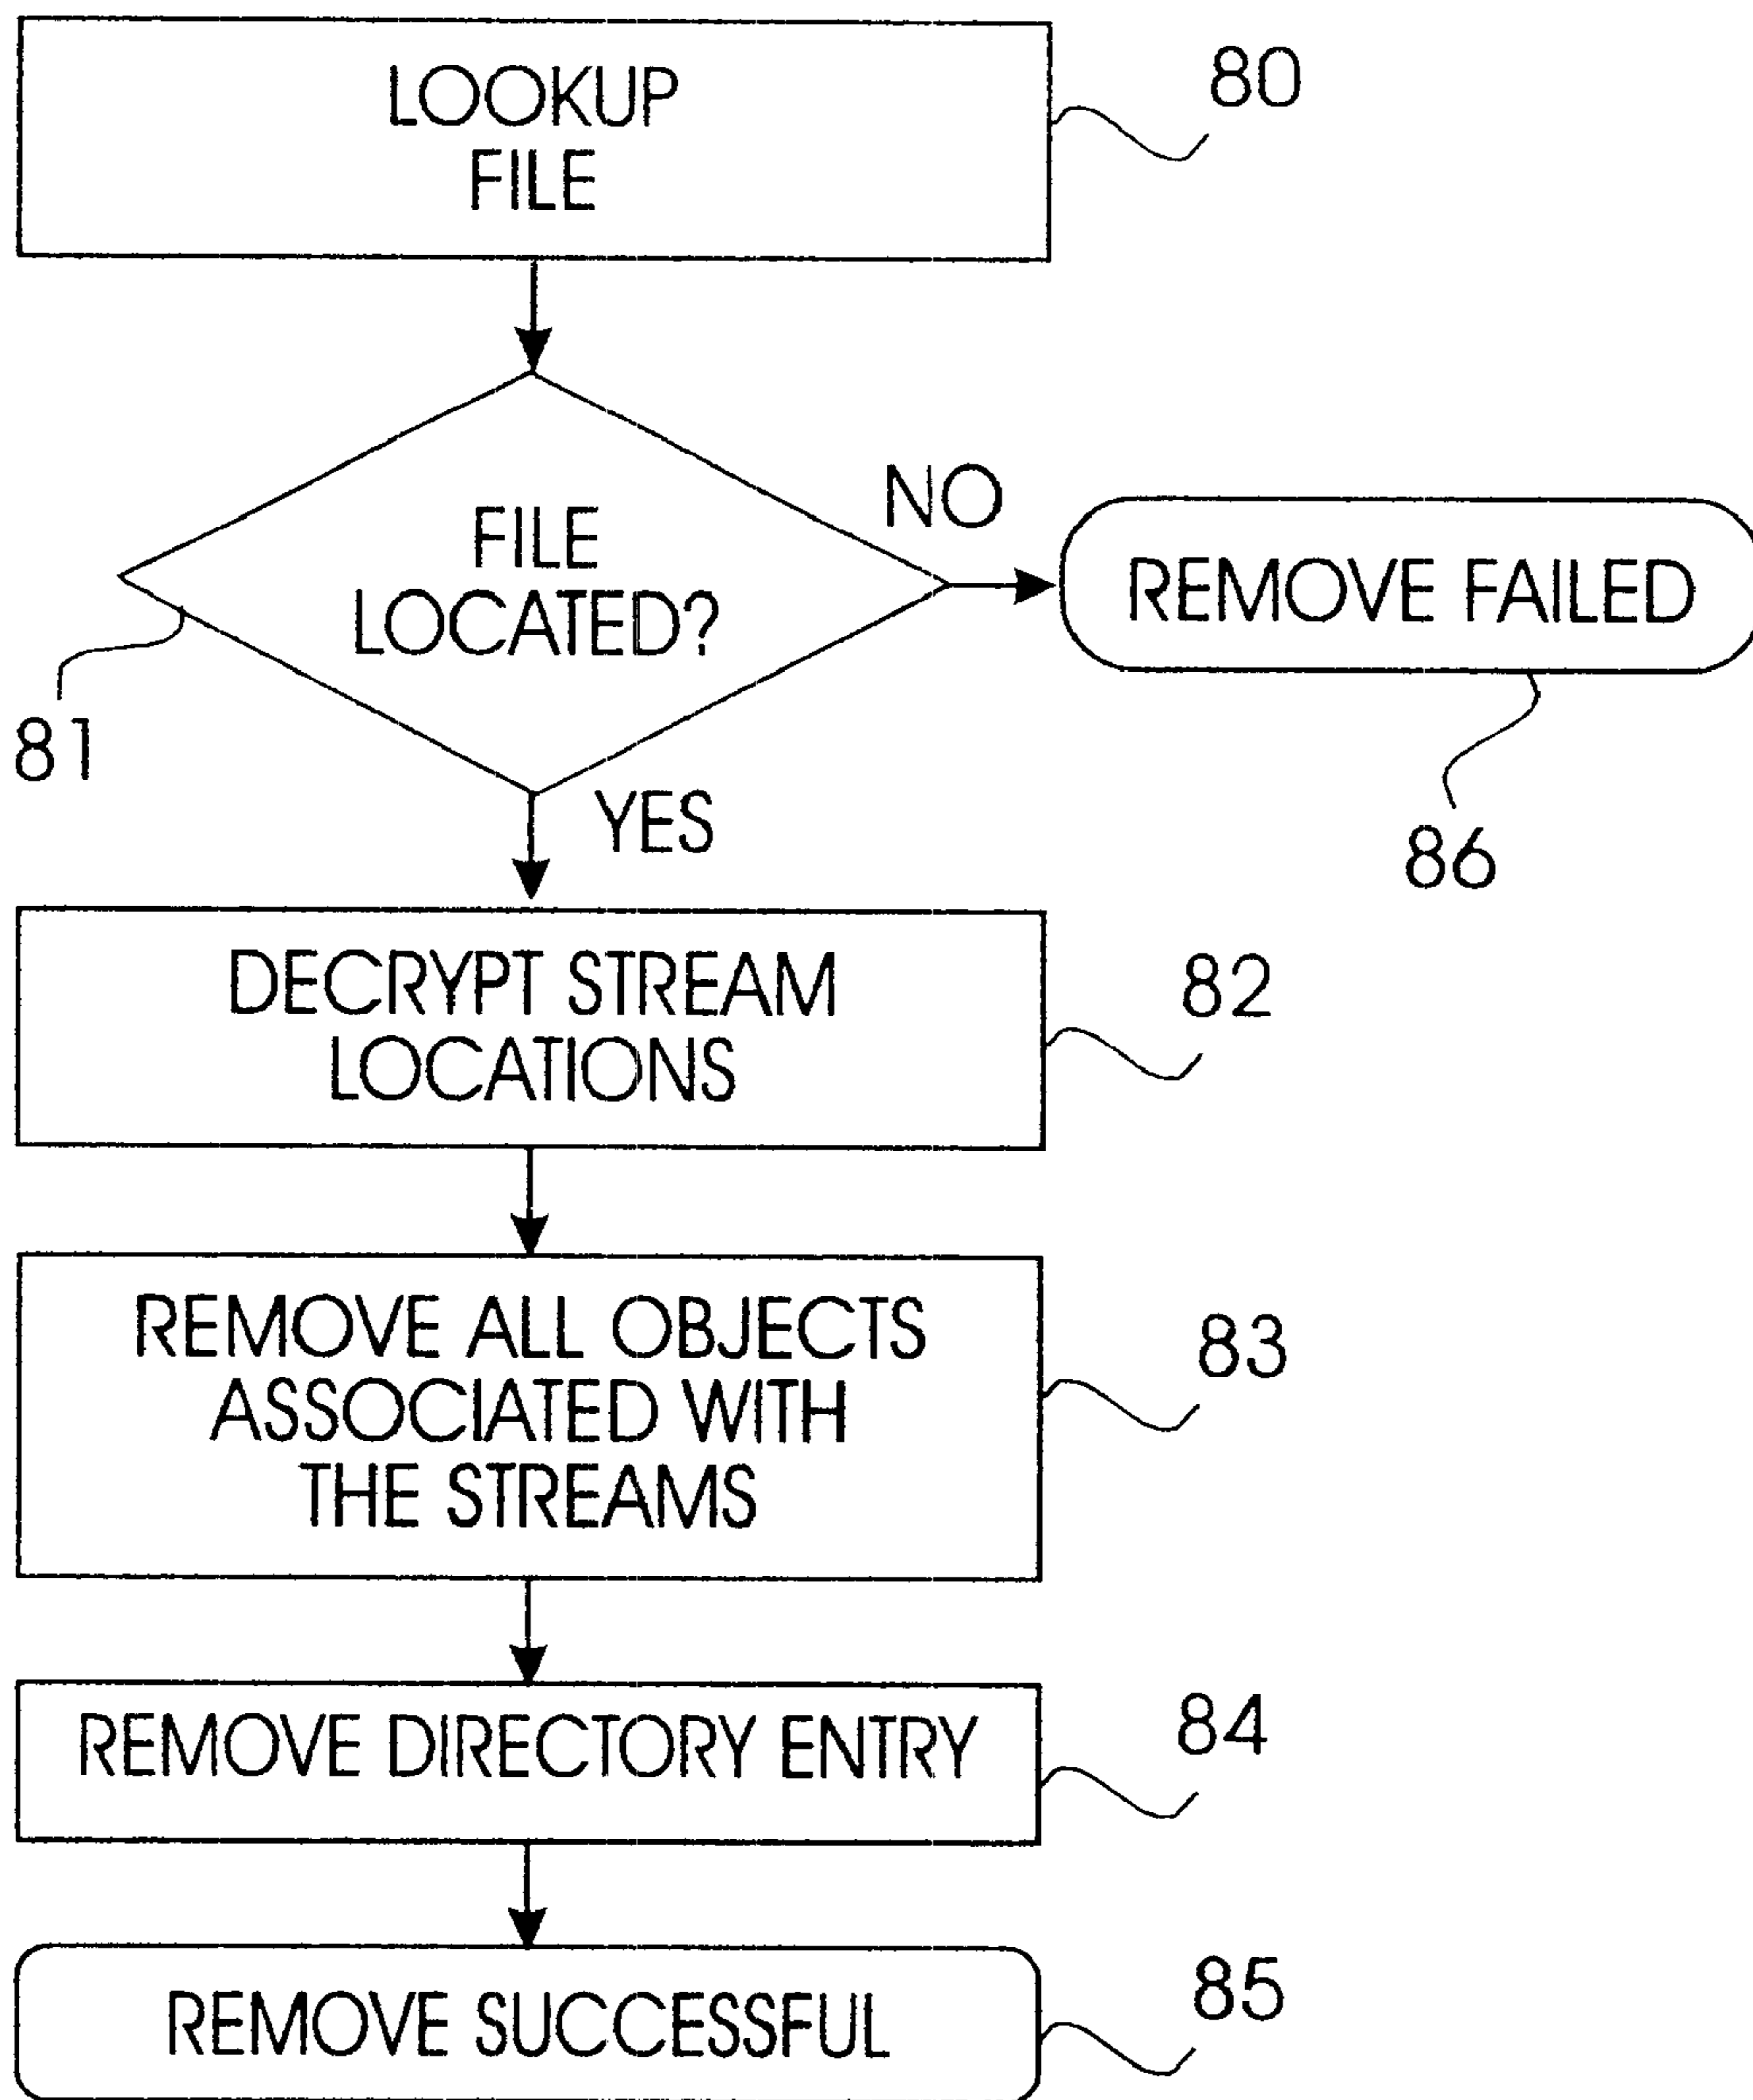 LOOKUP
FILE
80
FILE
LOCATED?
NO
REMOVE FAILED
81
YES
86
DECRYPT STREAM
LOCATIONS
82
REMOVE ALL OBJECTS
ASSOCIATED WITH
THE STREAMS
83
REMOVE DIRECTORY ENTRY
84
REMOVE SUCCESSFUL
85